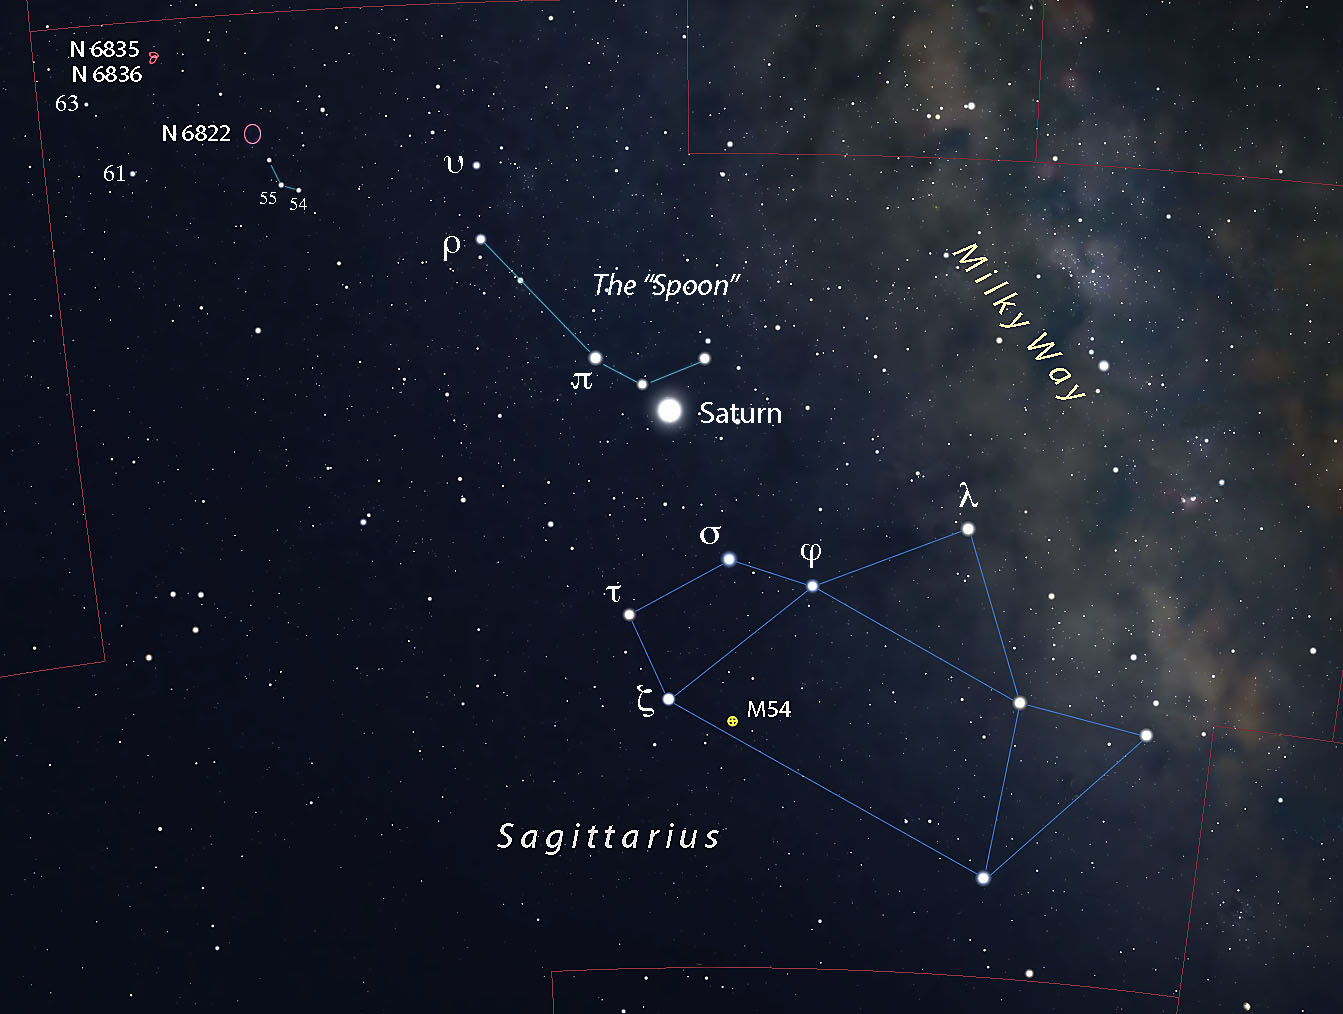 N 6835
N 6836
63
N 6822
61
55
54
υ
ρ
The "Spoon"
Milky Way
π
Saturn
λ
σ
φ
τ
ζ
M54
Sagittarius